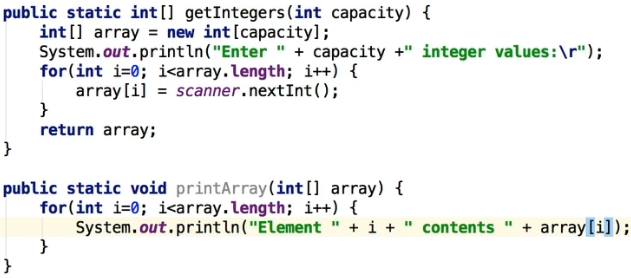 public static int[] getIntegers(int capacity) {
    int[] array = new int[capacity];
    System.out.println("Enter " + capacity +" integer values:\r");
    for(int i=0; i<array.length; i++) {
        array[i] = scanner.nextInt();
    }
    return array;
}

public static void printArray(int[] array) {
    for(int i=0; i<array.length; i++) {
        System.out.println("Element " + i + " contents " + array[i]);
    }
}